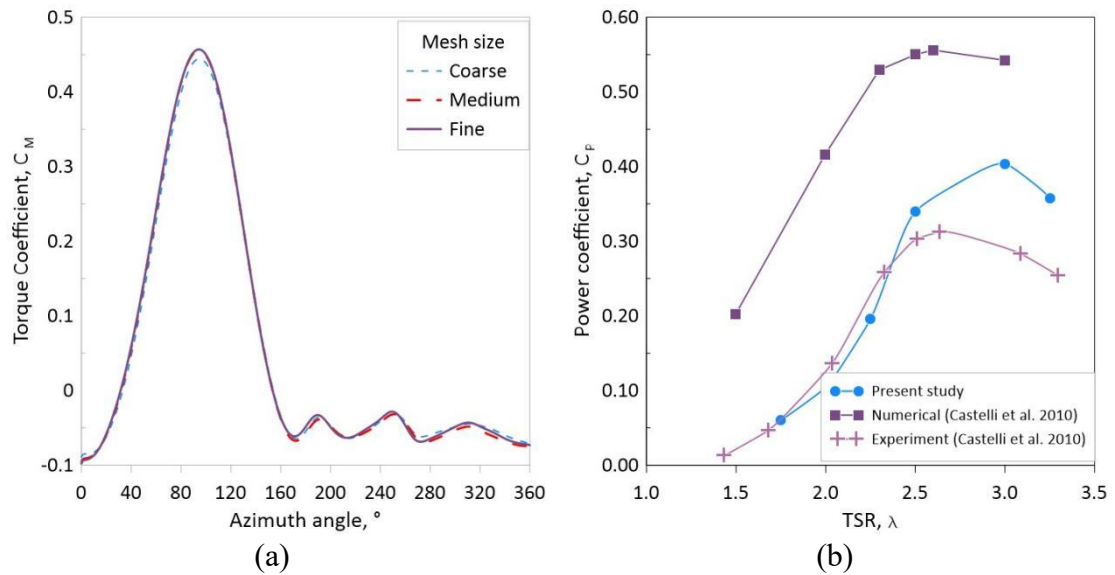 0.5
0.4
0.3
0.2
0.1
0
-0.1
0 40 80 120 160 200 240 280 320 360
Torque Coefficient, C M
Azimuth angle, °
Mesh size
Coarse
Medium
Fine
(a)
0.60
0.50
0.40
0.30
0.20
0.10
0.00
1.0 1.5 2.0 2.5 3.0 3.5
Power coefficient, C P
TSR, λ
Present study
Numerical (Castelli et al. 2010)
Experiment (Castelli et al. 2010)
(b)